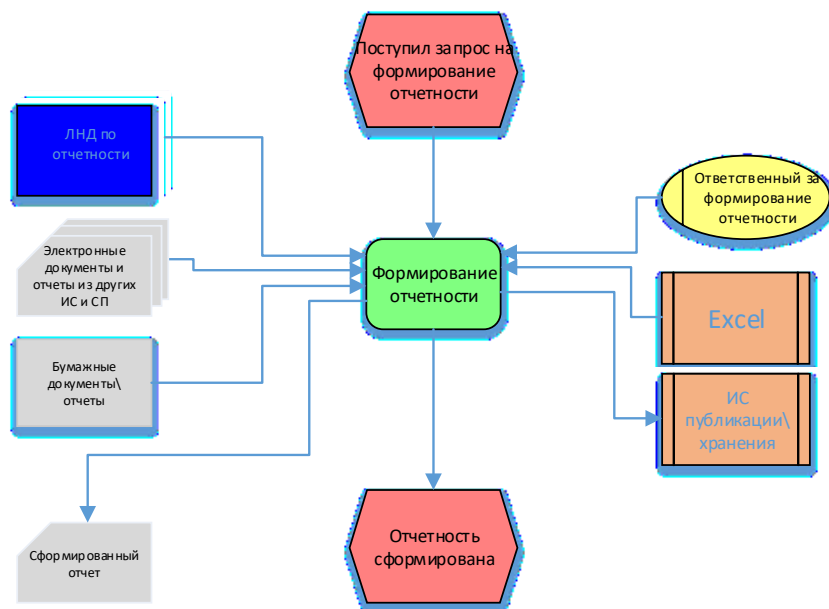 Поступил запрос на
формирование
отчетности
ЛНД по
отчетности
Ответственный за
формирование
отчетности
Электронные
документы и
отчеты из других
ИС и СП
Формирование
отчетности
Excel
Бумажные
документы\
отчеты
ИС
публикации\
хранения
Сформированный
отчет
Отчетность
сформирована